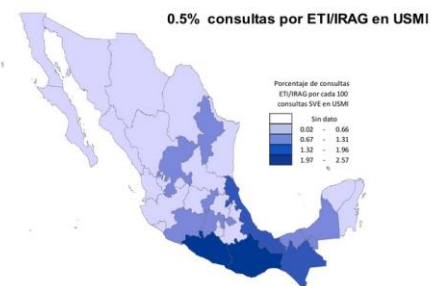 0.5% consultas por ETI/IRAG en USMI
Porcentaje de consultas
ETI/IRAG por cada 100
consultas SVE en USMI
Sin dato
0.02 - 0.66
0.67 - 1.31
1.32 - 1.96
1.97 - 2.57